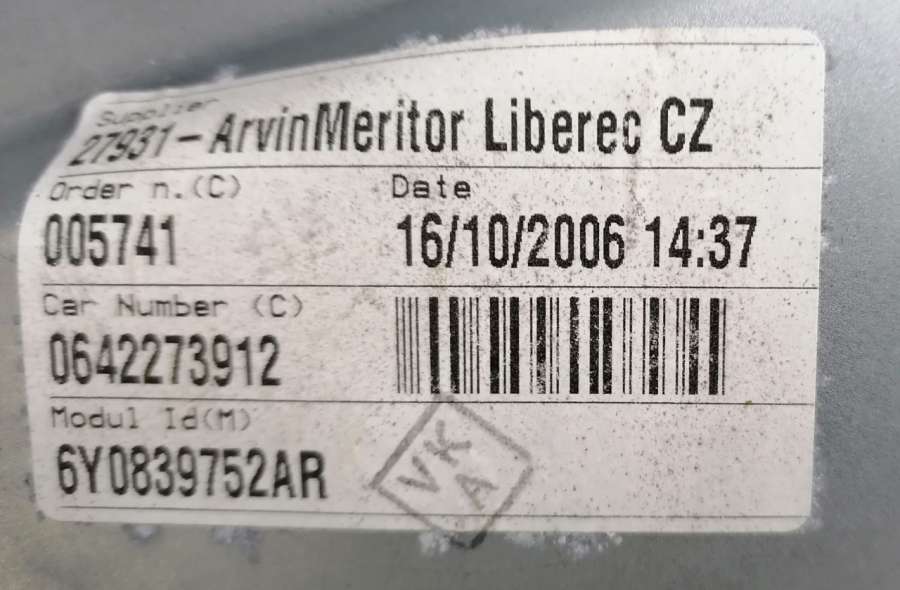 Supplier
27931-ArvinMeritor Liberec CZ
Order n.(C)
Date
005741
16/10/2006 14:37
Car Number (C)
0642273912
Modul Id(M)
6Y0839752AR
VK
A